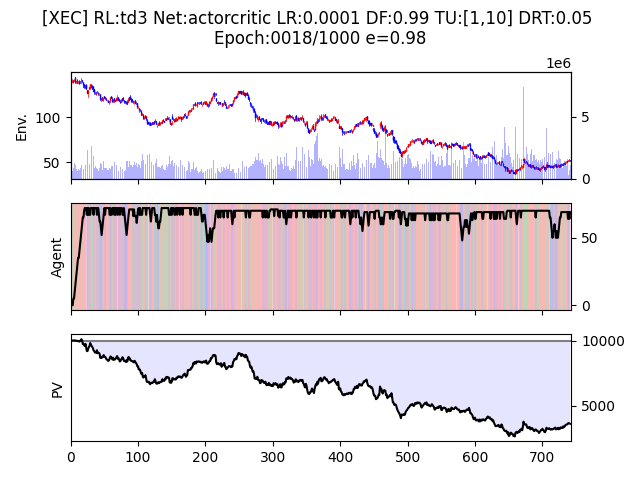 [XEC] RL:td3 Net:actorcritic LR:0.0001 DF:0.99 TU:[1,10] DRT:0.05
Epoch:0018/1000 e=0.98
1e6
Env.
100
50
5
0
Agent
50
0
PV
10000
5000
0 100 200 300 400 500 600 700